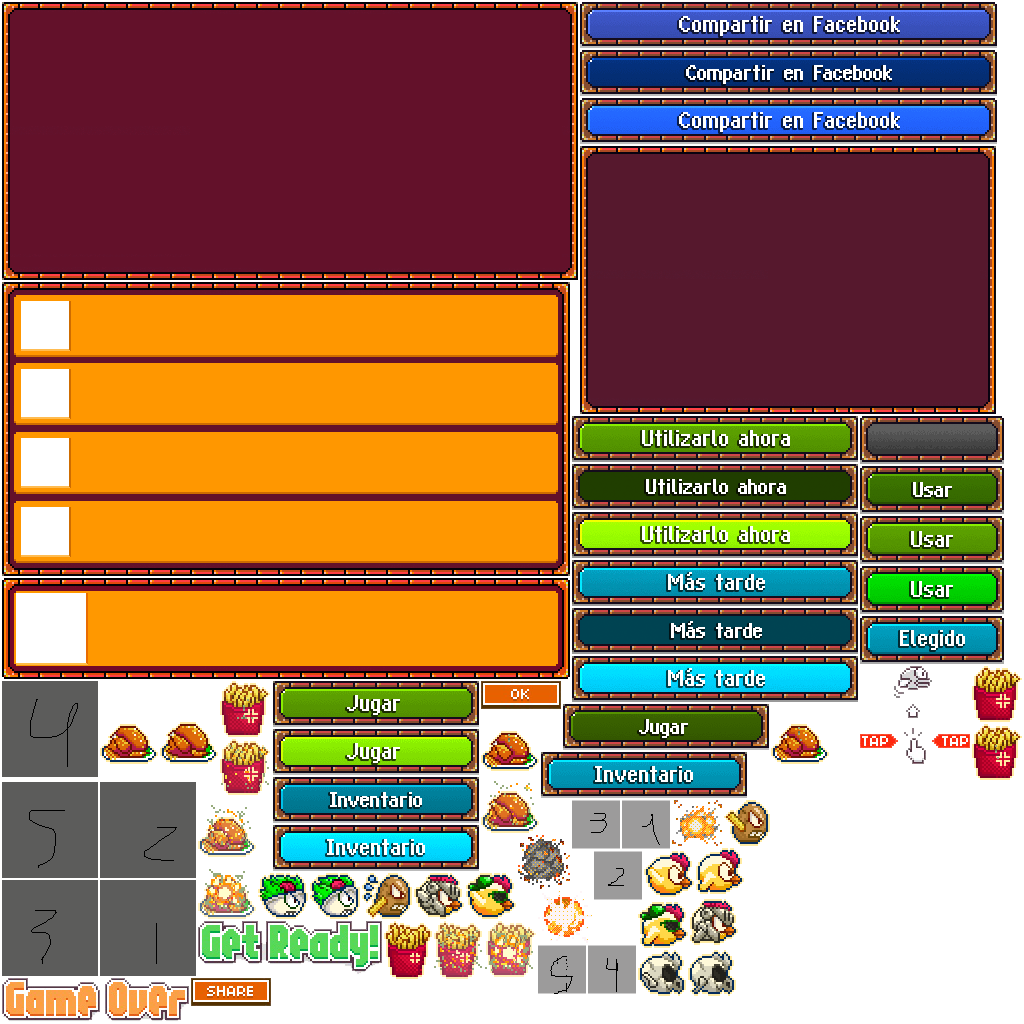 Compartir en Facebook
Compartir en Facebook
Compartir en Facebook
Utilizarlo ahora
Utilizarlo ahora
Usar
Utilizarlo ahora
Usar
Más tarde
Usar
Más tarde
Elegido
Más tarde
4
Jugar
OK
Jugar
TAP
TAP
Jugar
Inventario
Inventario
3
1
5
2
Inventario
2
3
1
Get Ready!
5
4
Game Over
SHARE